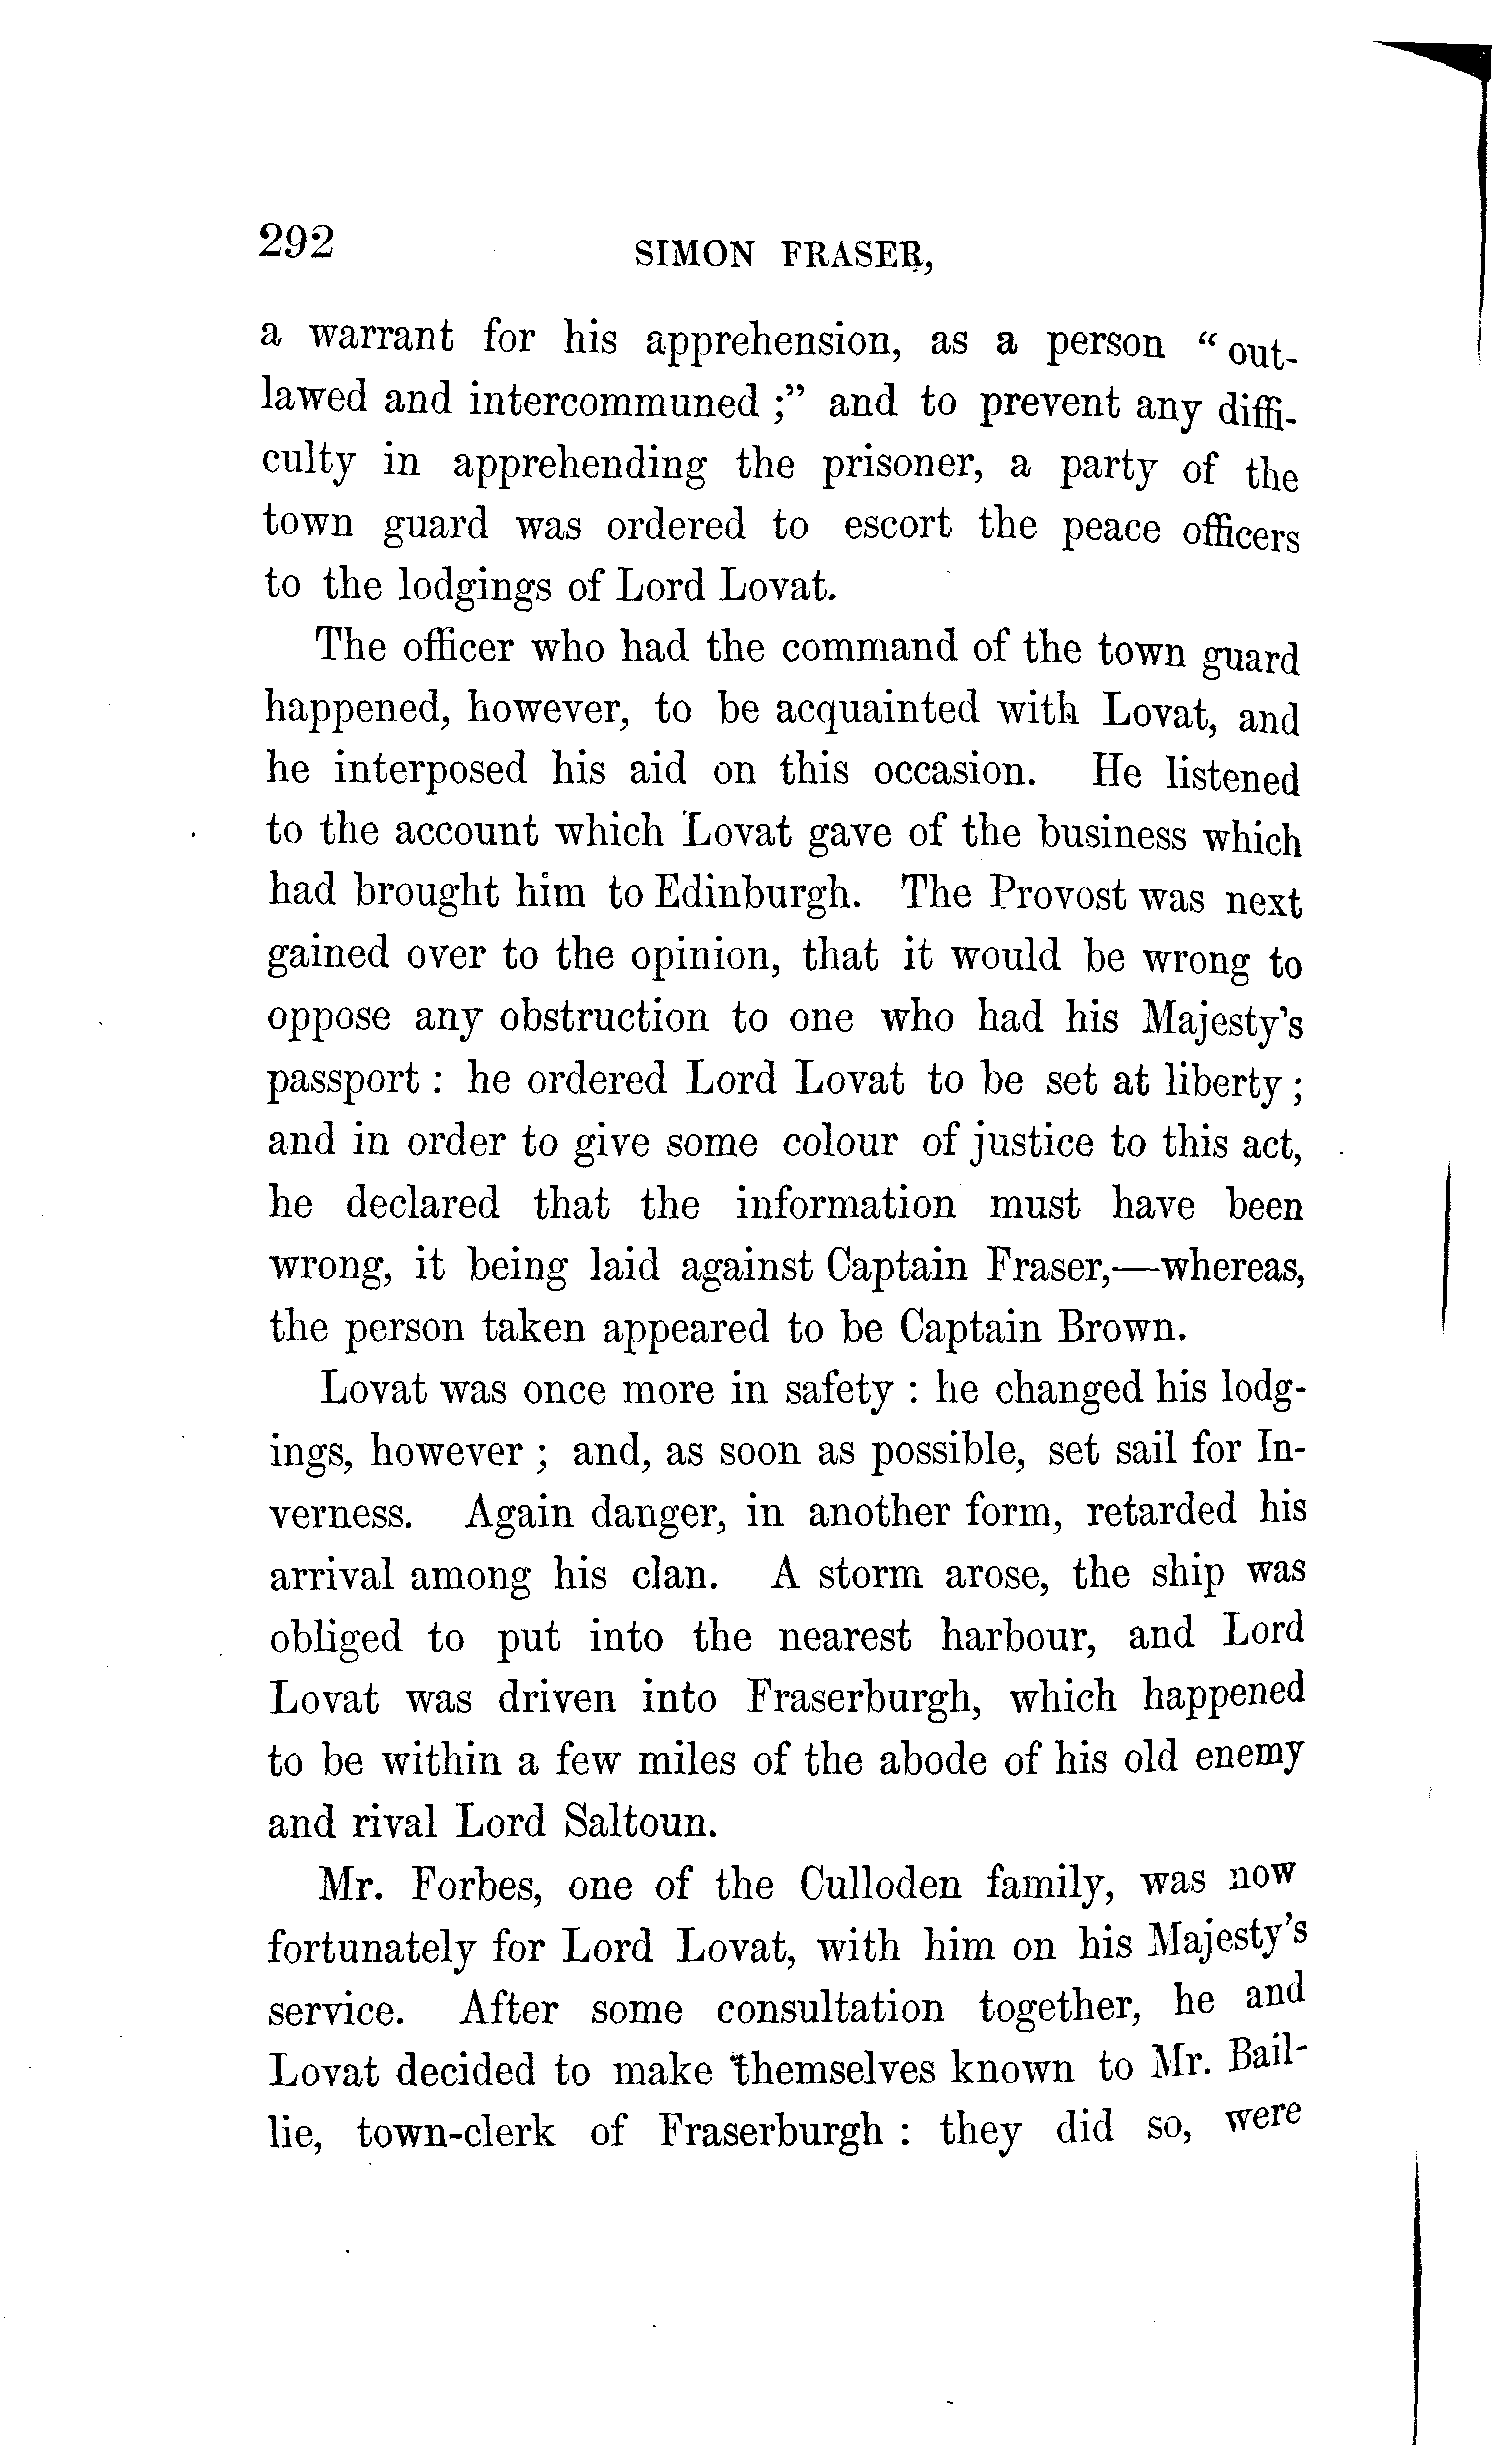 292 SIMON FRASER,
a warrant for his apprehension, as a person “out-
lawed and intercommuned ;” and to prevent any diffi-
culty in apprehending the prisoner, a party of the
town guard was ordered to escort the peace officers
to the lodgings of Lord Lovat.
The officer who had the command of the town guard
happened, however, to be acquainted with Lovat, and
he interposed his aid on this occasion. He listened
to the account which Lovat gave of the business which
had brought him to Edinburgh. The Provost was next
gained over to the opinion, that it would be wrong to
oppose any obstruction to one who had his Majesty's
passport : he ordered Lord Lovat to be set at liberty ;
and in order to give some colour of justice to this act,
he declared that the information must have been
wrong, it being laid against Captain Fraser,—whereas,
the person taken appeared to be Captain Brown.
Lovat was once more in safety : he changed his lodg-
ings, however ; and, as soon as possible, set sail for In-
verness. Again danger, in another form, retarded his
arrival among his clan. A storm arose, the ship was
obliged to put into the nearest harbour, and Lord
Lovat was driven into Fraserburgh, which happened
to be within a few miles of the abode of his old enemy
and rival Lord Saltoun.
Mr. Forbes, one of the Culloden family, was now
fortunately for Lord Lovat, with him on his Majesty's
service. After some consultation together, he and
Lovat decided to make themselves known to Mr. Bail-
lie, town-clerk of Fraserburgh : they did so, were